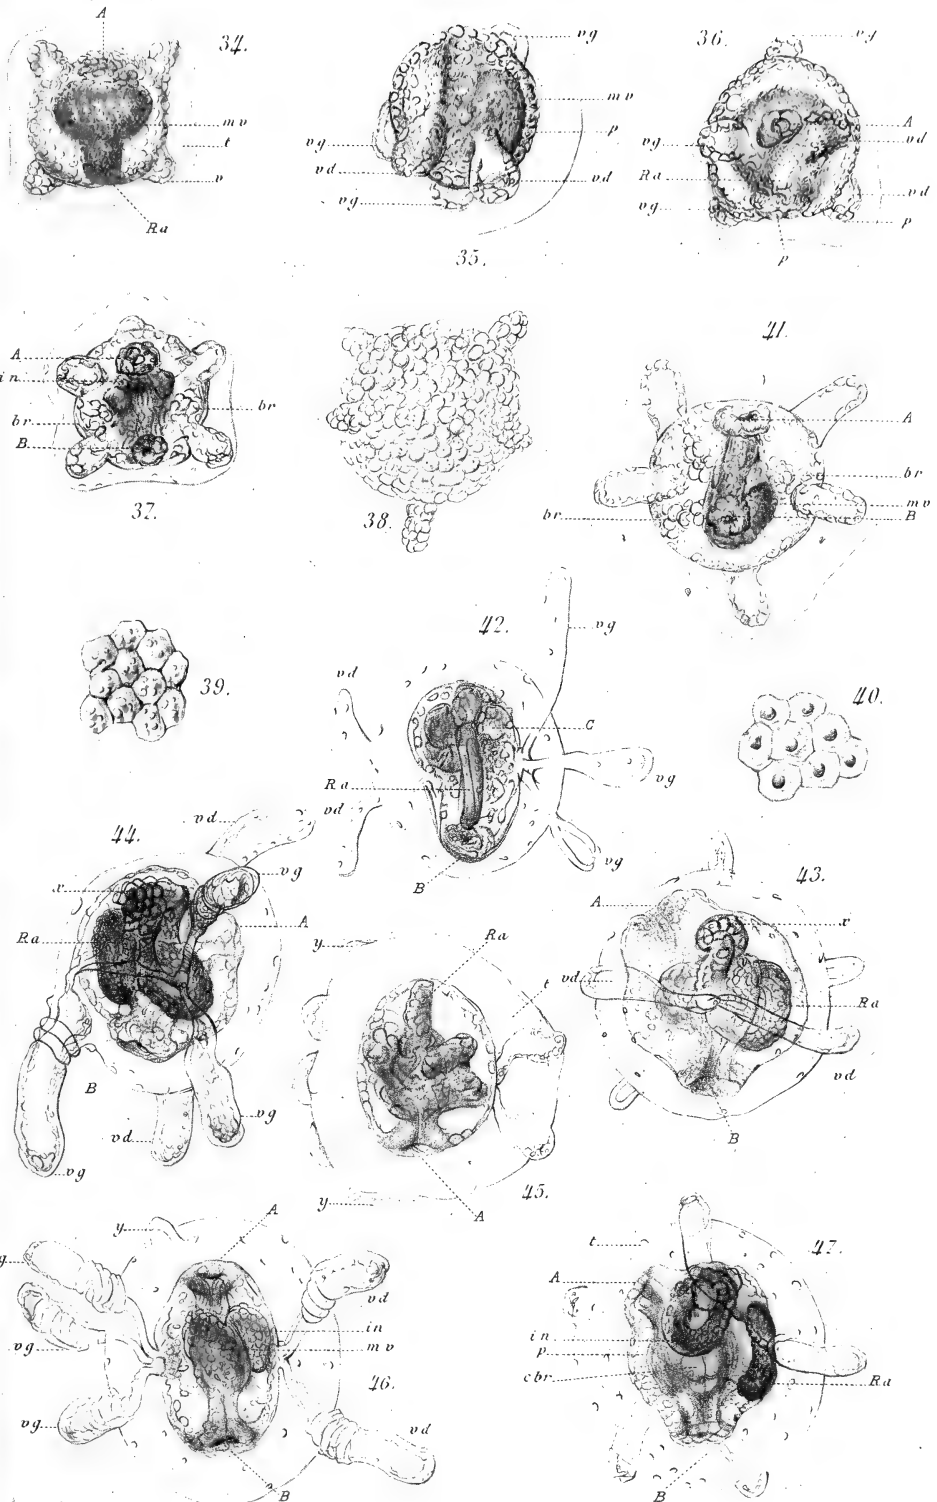 A
34.
mv
t
v
Ra
vg
mv
p
vg
vd
vd
vg
35.
36.
vg
A
vd
vg
Ra
vd
vg
p
p
A
in
br
br
B
37.
38.
41.
A
br
mv
br
B
39.
42.
vg
vd
C
Ra
vg
vd
vg
B
40.
44.
vd
vg
x
A
Ra
B
vd
vg
vg
y
Ra
t
45.
y
A
43.
A
x
vd
Ra
vd
B
A
y
g
vd
in
vg
mv
46.
vg
vd
B
47.
t
A
in
p
cbr
Ra
B